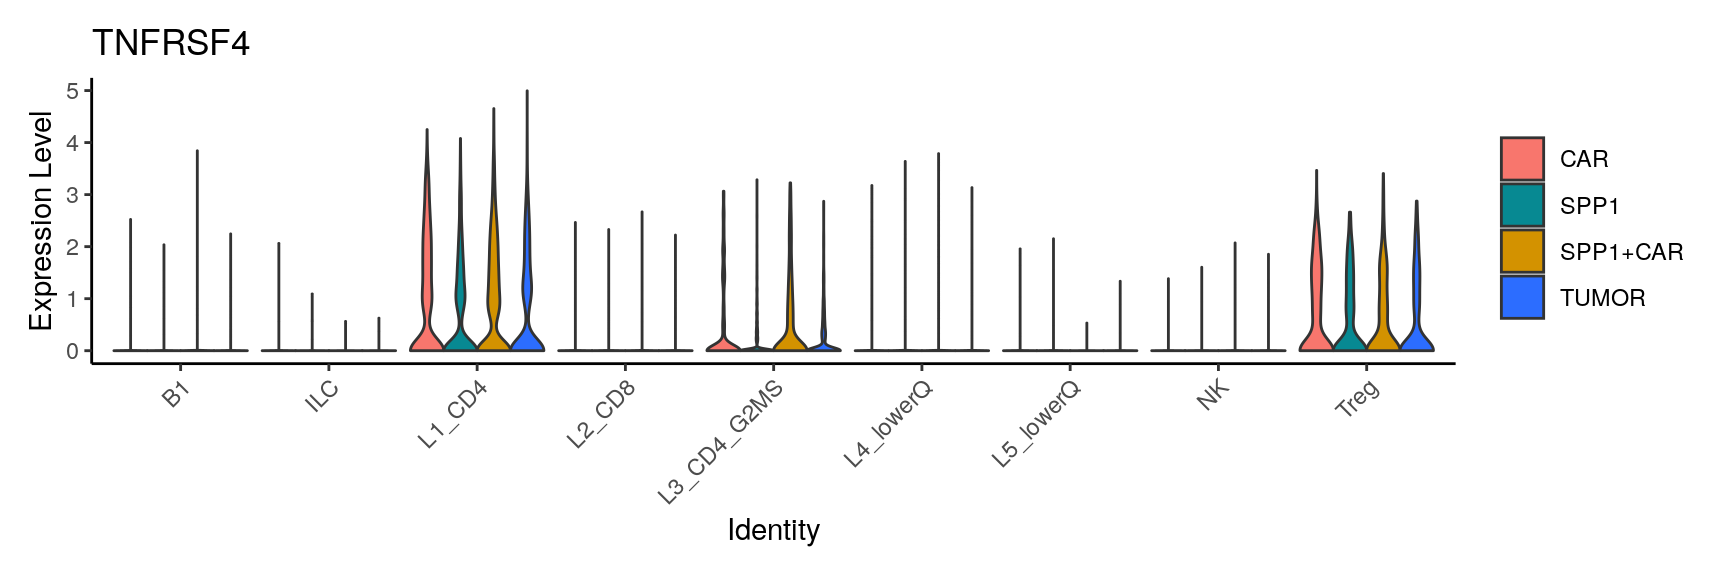 TNFRSF4
Expression Level
5
4
3
2
1
0
B1
ILC
L1_CD4
L2_CD8
L3_CD4_G2MS
L4_lowerQ
L5_lowerQ
NK
Treg
Identity
CAR
SPP1
SPP1+CAR
TUMOR